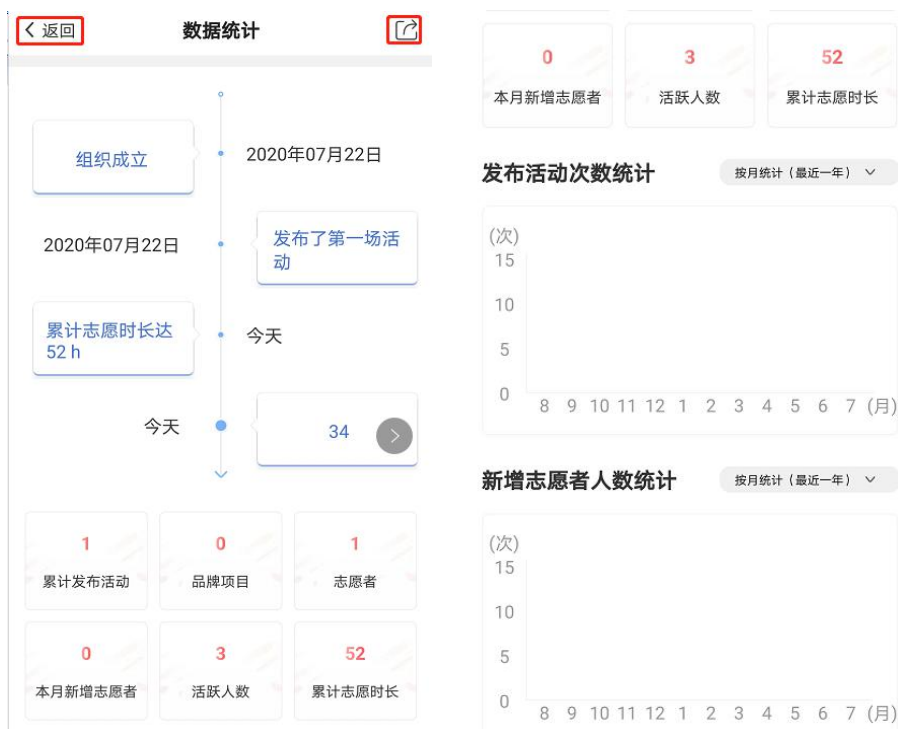 返回
数据统计
组织成立
2020年07月22日
2020年07月22日
发布了第一场活
动
累计志愿时长达
52 h
今天
今天
34
1
累计发布活动
0
品牌项目
1
志愿者
0
本月新增志愿者
3
活跃人数
52
累计志愿时长
0
本月新增志愿者
3
活跃人数
52
累计志愿时长
发布活动次数统计
按月统计（最近一年）
(次)
15
10
5
0
8 9 10 11 12 1 2 3 4 5 6 7 (月)
新增志愿者人数统计
按月统计（最近一年）
(次)
15
10
5
0
8 9 10 11 12 1 2 3 4 5 6 7 (月)